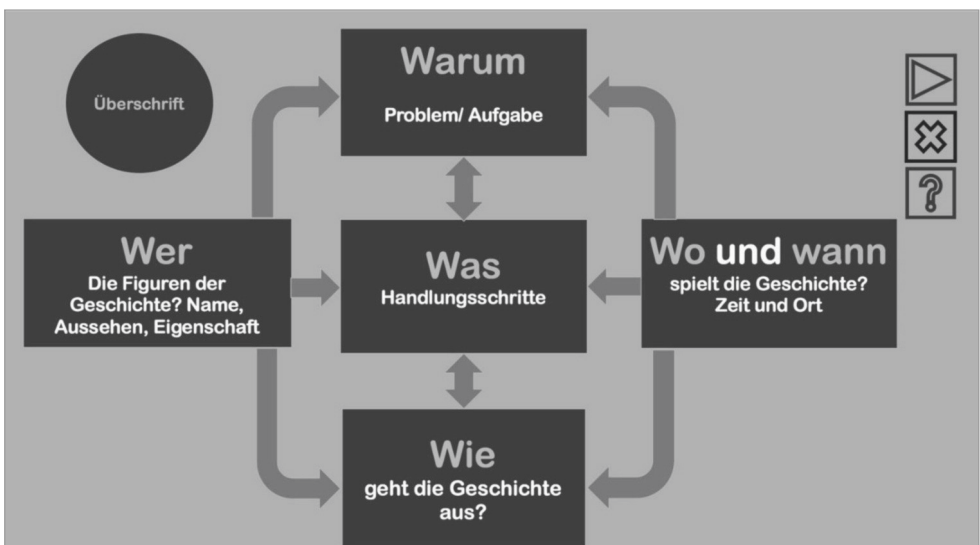 Überschrift
Warum
Problem/ Aufgabe
Wer
Die Figuren der
Geschichte? Name,
Aussehen, Eigenschaft
Was
Handlungsschritte
Wo und wann
spielt die Geschichte?
Zeit und Ort
Wie
geht die Geschichte
aus?
?